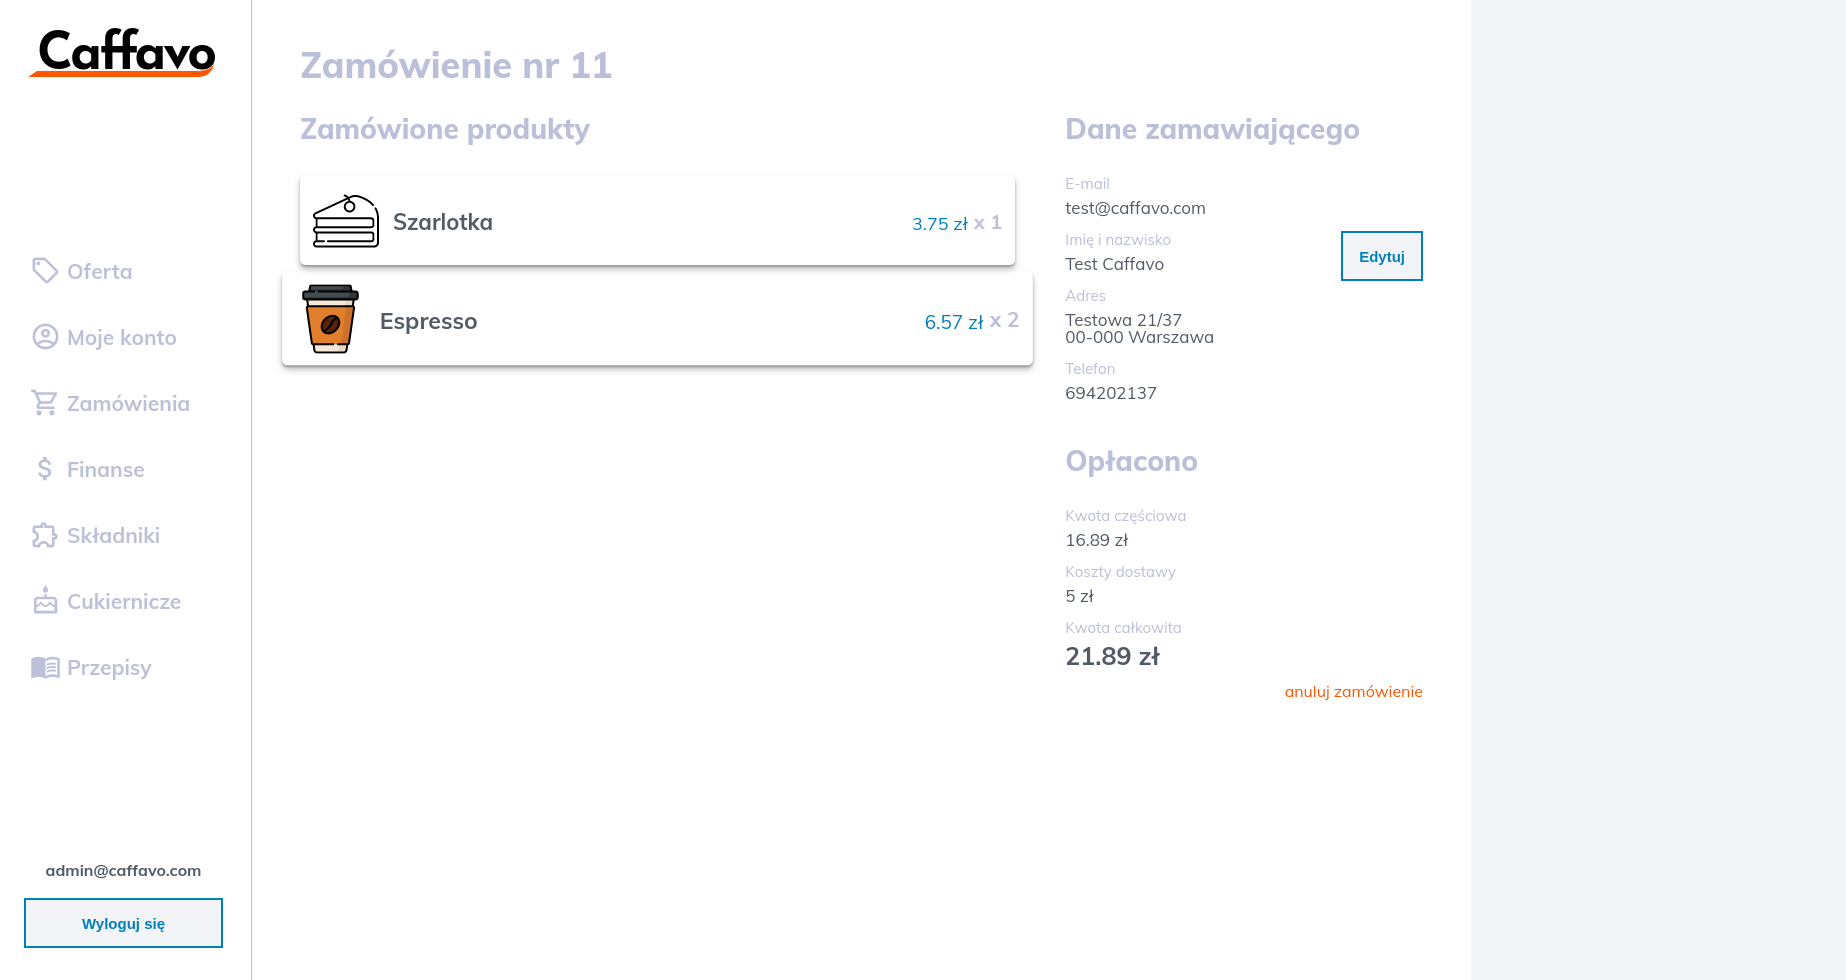 Caffavo
Oferta
Moje konto
Zamówienia
Finanse
Składniki
Cukiernicze
Przepisy
admin@caffavo.com
Wyloguj się
Zamówienie nr 11
Zamówione produkty
Szarlotka 3.75 zł x 1
Espresso 6.57 zł x 2
Dane zamawiającego
E-mail
test@caffavo.com
Imię i nazwisko
Test Caffavo
Edytuj
Adres
Testowa 21/37
00-000 Warszawa
Telefon
694202137
Opłacono
Kwota częściowa
16.89 zł
Koszty dostawy
5 zł
Kwota całkowita
21.89 zł
anuluj zamówienie